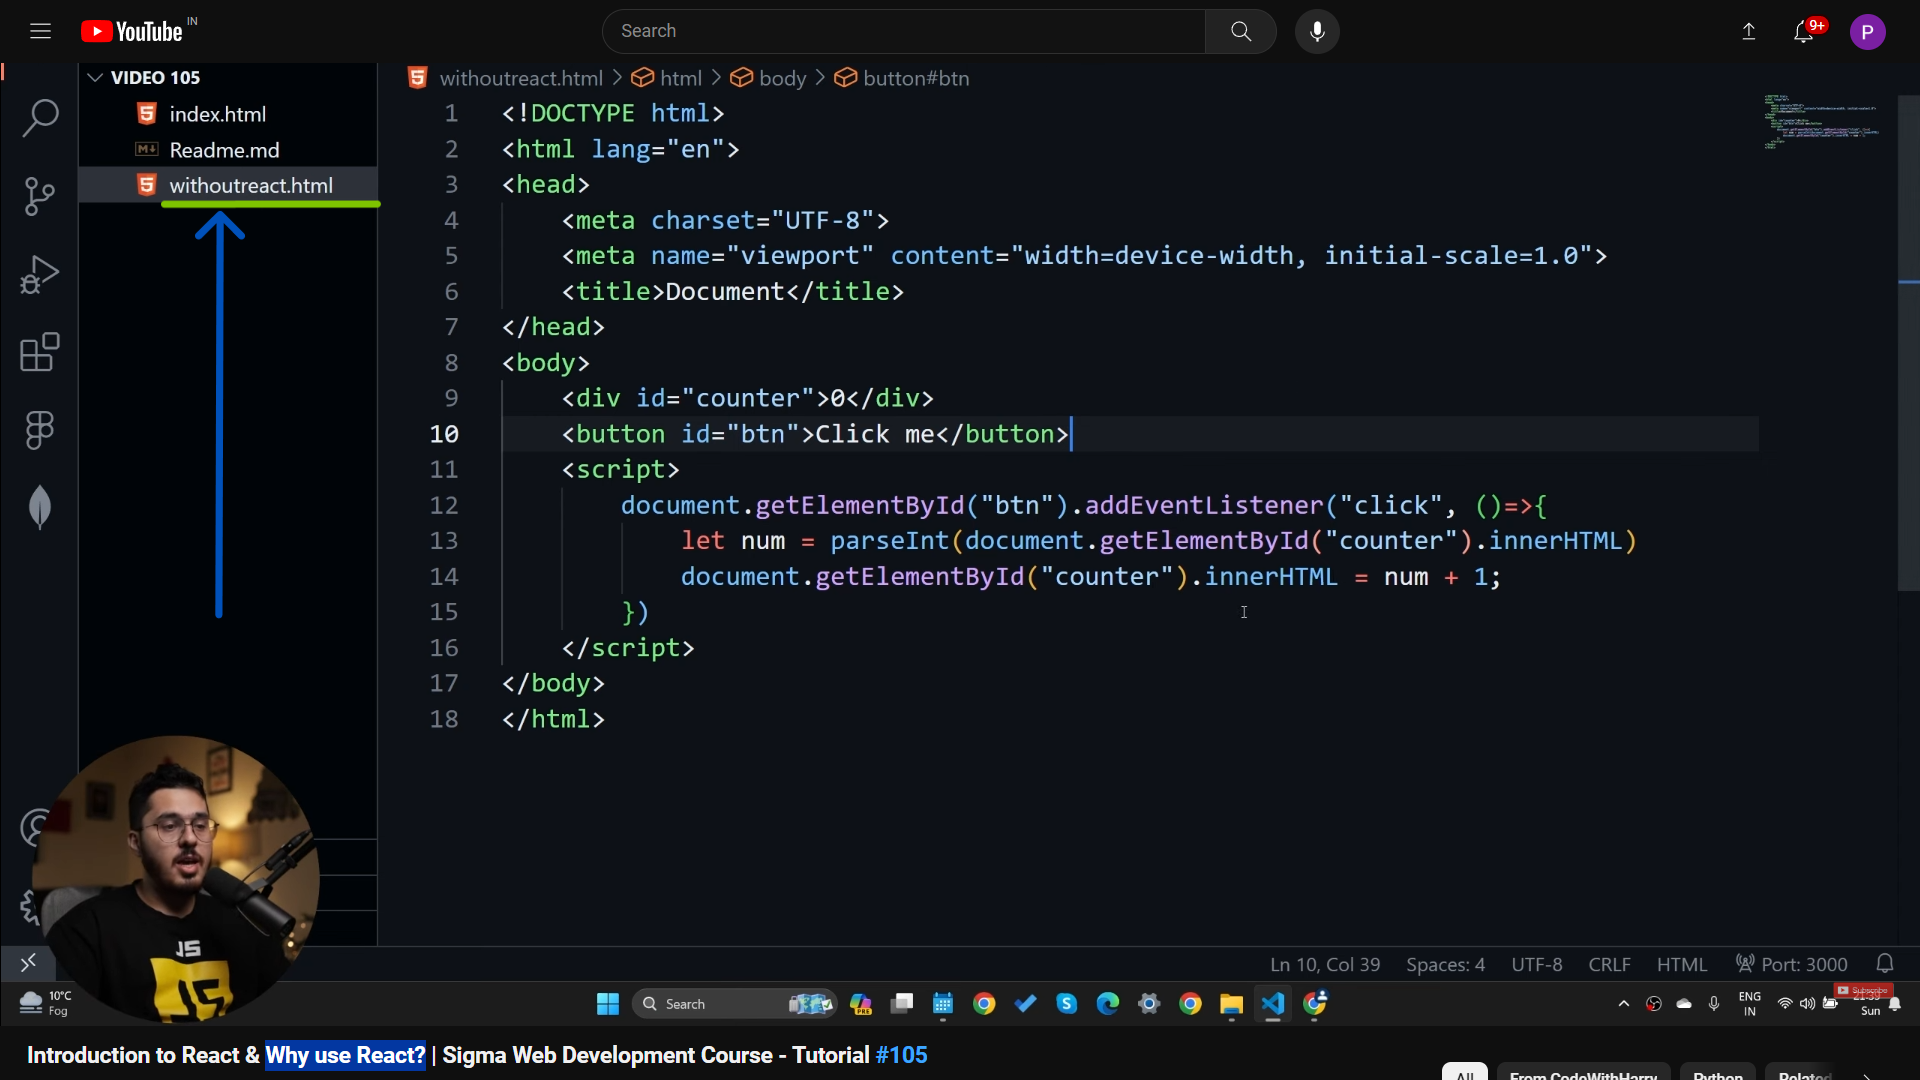 YouTube IN
Search
9+
P
VIDEO 105
index.html
Readme.md
withoutreact.html
withoutreact.html > html > body > button#btn
1 <!DOCTYPE html>
2 <html lang="en">
3 <head>
4 <meta charset="UTF-8">
5 <meta name="viewport" content="width=device-width, initial-scale=1.0">
6 <title>Document</title>
7 </head>
8 <body>
9 <div id="counter">0</div>
10 <button id="btn">Click me</button>
11 <script>
12 document.getElementById("btn").addEventListener("click", ()=>{
13 let num = parseInt(document.getElementById("counter").innerHTML)
14 document.getElementById("counter").innerHTML = num + 1;
15 })
16 </script>
17 </body>
18 </html>
JS
JS
Ln 10, Col 39 Spaces: 4 UTF-8 CRLF HTML Port: 3000
10°C
Fog
Search
PRE
ENG
IN
Subscribe
Sun
Introduction to React & Why use React? | Sigma Web Development Course - Tutorial #105
All From CodeWithHarry Python Related